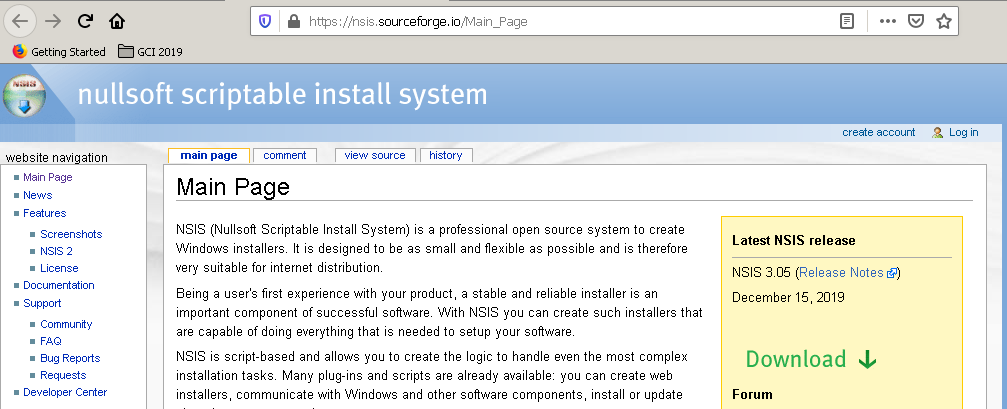 https://nsis.sourceforge.io/Main_Page
Getting Started GCI 2019
NSIS
nullsoft scriptable install system
create account Log in
website navigation
Main Page
News
Features
Screenshots
NSIS 2
License
Documentation
Support
Community
FAQ
Bug Reports
Requests
Developer Center
main page comment view source history
Main Page
NSIS (Nullsoft Scriptable Install System) is a professional open source system to create
Windows installers. It is designed to be as small and flexible as possible and is therefore
very suitable for internet distribution.
Being a user's first experience with your product, a stable and reliable installer is an
important component of successful software. With NSIS you can create such installers that
are capable of doing everything that is needed to setup your software.
NSIS is script-based and allows you to create the logic to handle even the most complex
installation tasks. Many plug-ins and scripts are already available: you can create web
installers, communicate with Windows and other software components, install or update
Latest NSIS release
NSIS 3.05 (Release Notes)
December 15, 2019
Download
Forum